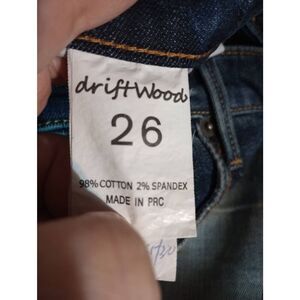 driftWood
26
98% COTTON 2% SPANDEX
MADE IN PRC